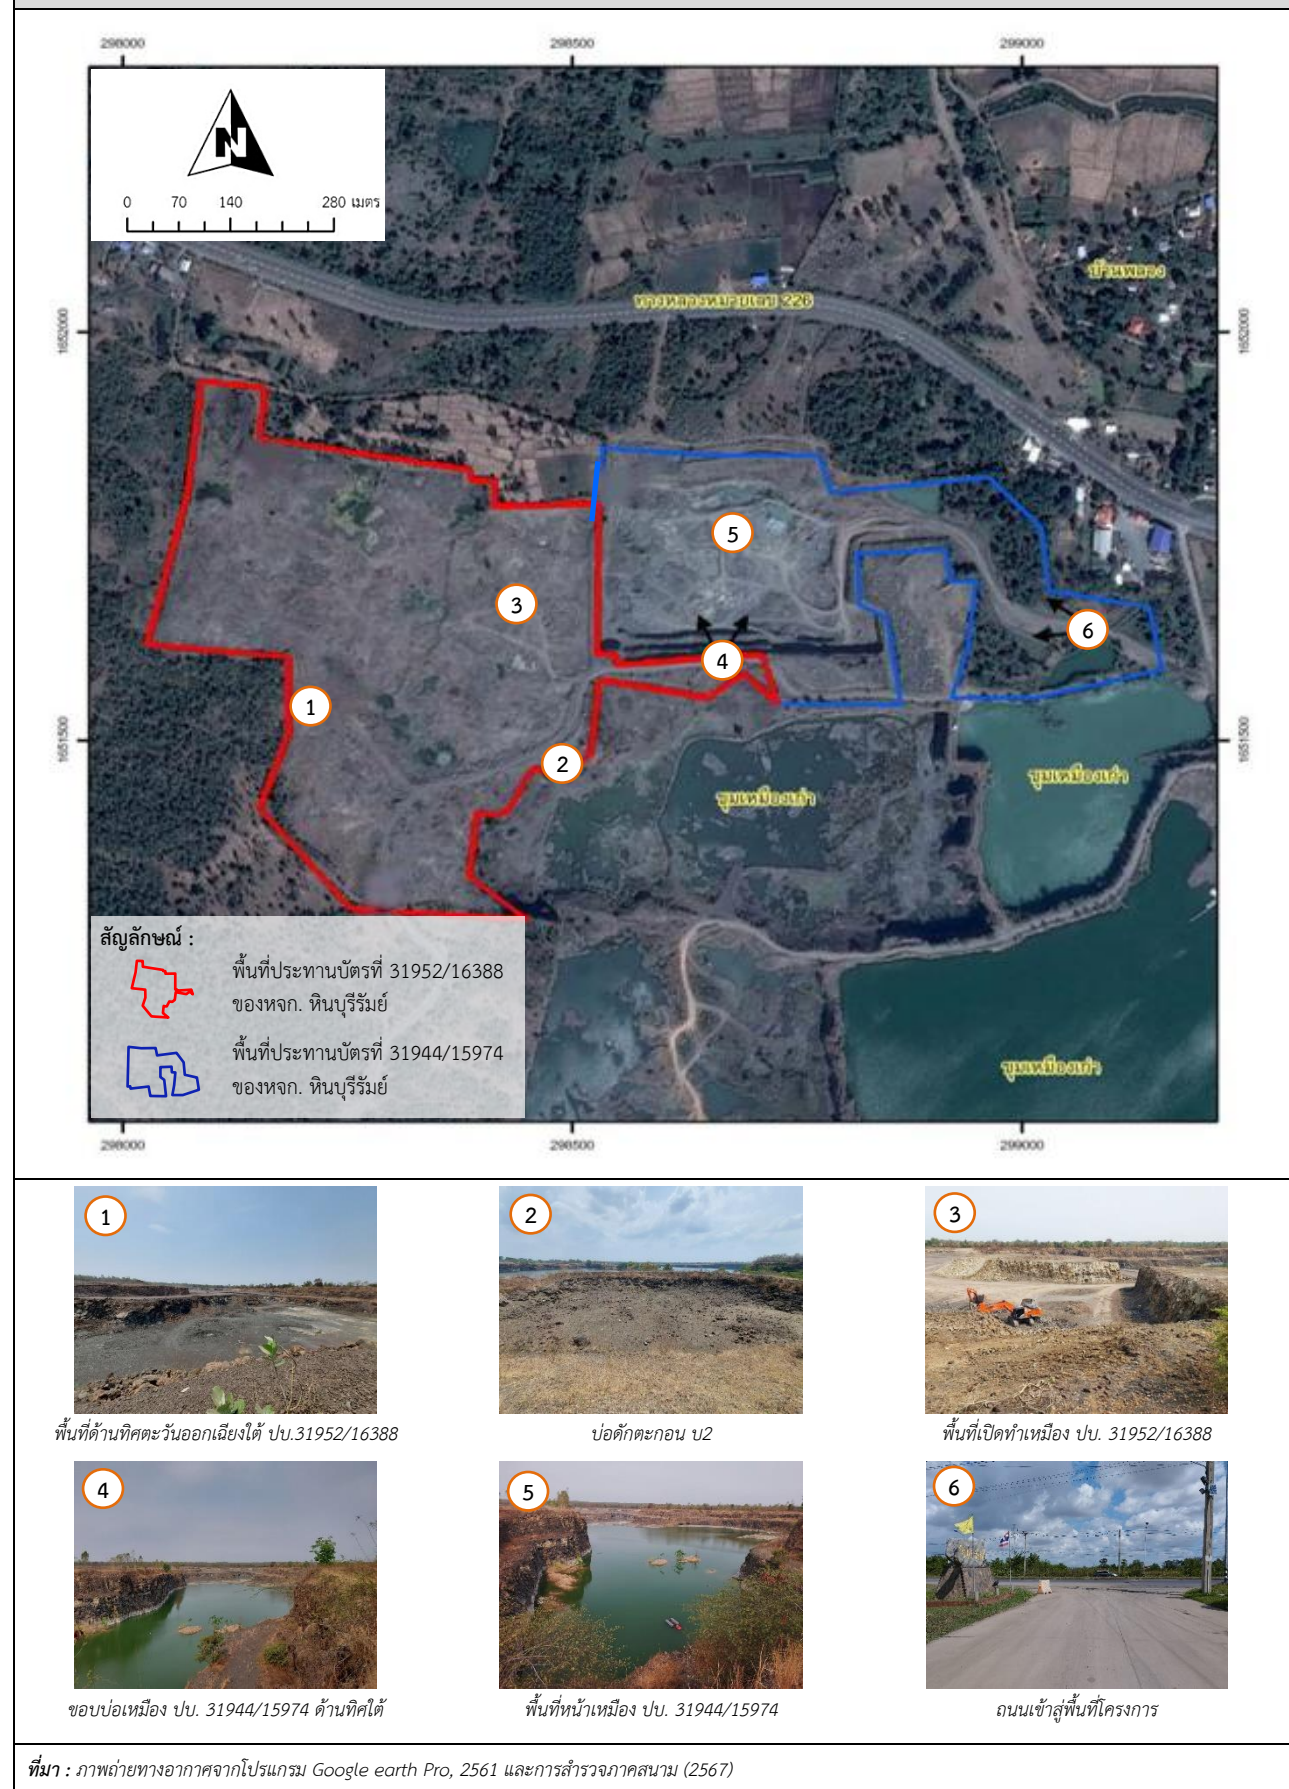 298000
298500
299000
N
0 70 140 280 เมตร
บ้านพลวง
ทางหลวงหมายเลข 226
1652000
1652000
5
3
6
4
1
2
1651500
1651500
ขุมเหมืองเก่า
ขุมเหมืองเก่า
ขุมเหมืองเก่า
สัญลักษณ์ :
พื้นที่ประทานบัตรที่ 31952/16388
ของหจก. หินบุรีรัมย์
พื้นที่ประทานบัตรที่ 31944/15974
ของหจก. หินบุรีรัมย์
298000
298500
299000
1
2
3
พื้นที่ด้านทิศตะวันออกเฉียงใต้ ปบ.31952/16388
บ่อดักตะกอน บ2
พื้นที่เปิดทำเหมือง ปบ. 31952/16388
4
5
6
ขอบบ่อเหมือง ปบ. 31944/15974 ด้านทิศใต้
พื้นที่หน้าเหมือง ปบ. 31944/15974
ถนนเข้าสู่พื้นที่โครงการ
ที่มา : ภาพถ่ายทางอากาศจากโปรแกรม Google earth Pro, 2561 และการสำรวจภาคสนาม (2567)